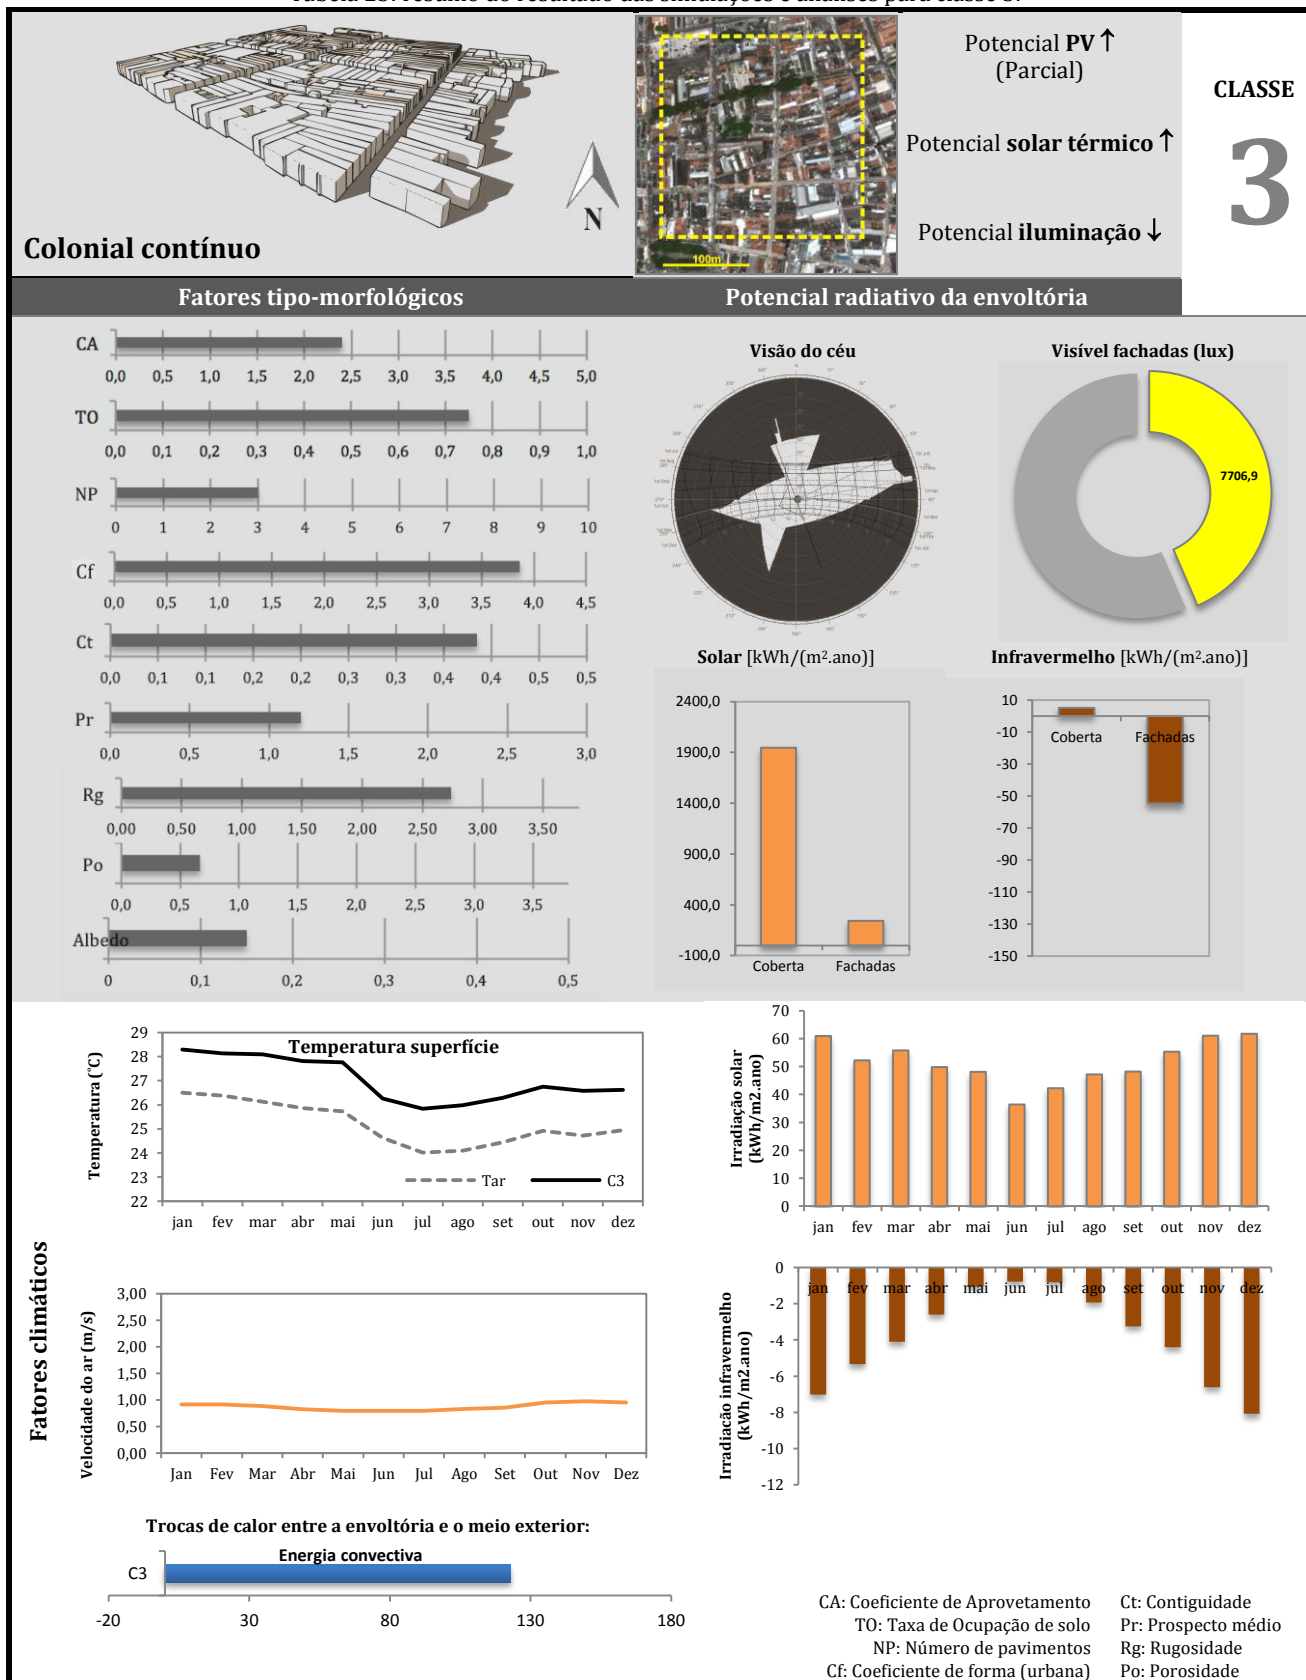 Tabela 28: resumo do resultado das simulações e análises para classe 3.
Colonial contínuo
N
100m
Potencial PV ↑
(Parcial)
Potencial solar térmico ↑
Potencial iluminação ↓
CLASSE
3
Fatores tipo-morfológicos
Potencial radiativo da envoltória
CA
0,0 0,5 1,0 1,5 2,0 2,5 3,0 3,5 4,0 4,5 5,0
TO
0,0 0,1 0,2 0,3 0,4 0,5 0,6 0,7 0,8 0,9 1,0
NP
0 1 2 3 4 5 6 7 8 9 10
Cf
0,0 0,5 1,0 1,5 2,0 2,5 3,0 3,5 4,0 4,5
Ct
0,0 0,1 0,1 0,2 0,2 0,3 0,3 0,4 0,4 0,5 0,5
Pr
0,0 0,5 1,0 1,5 2,0 2,5 3,0
Rg
0,00 0,50 1,00 1,50 2,00 2,50 3,00 3,50
Po
0,0 0,5 1,0 1,5 2,0 2,5 3,0 3,5
Albedo
0 0,1 0,2 0,3 0,4 0,5
Visão do céu
Visível fachadas (lux)
7706,9
Solar [kWh/(m².ano)]
2400,0
1900,0
1400,0
900,0
400,0
-100,0
Coberta Fachadas
Infravermelho [kWh/(m².ano)]
10
-10
-30
-50
-70
-90
-110
-130
-150
Coberta Fachadas
Fatores climáticos
Temperatura superfície
Temperatura (°C)
29
28
27
26
25
24
23
22
Tar C3
jan fev mar abr mai jun jul ago set out nov dez
Irradiação solar
(kWh/m2.ano)
70
60
50
40
30
20
10
0
jan fev mar abr mai jun jul ago set out nov dez
Velocidade do ar (m/s)
3,00
2,50
2,00
1,50
1,00
0,50
0,00
Jan Fev Mar Abr Mai Jun Jul Ago Set Out Nov Dez
Irradiacão infravermelho
(kWh/m2.ano)
0
-2
-4
-6
-8
-10
-12
jan fev mar abr mai jun jul ago set out nov dez
Trocas de calor entre a envoltória e o meio exterior:
Energia convectiva
C3
-20 30 80 130 180
CA: Coeficiente de Aprovetamento
TO: Taxa de Ocupação de solo
NP: Número de pavimentos
Cf: Coeficiente de forma (urbana)
Ct: Contiguidade
Pr: Prospecto médio
Rg: Rugosidade
Po: Porosidade